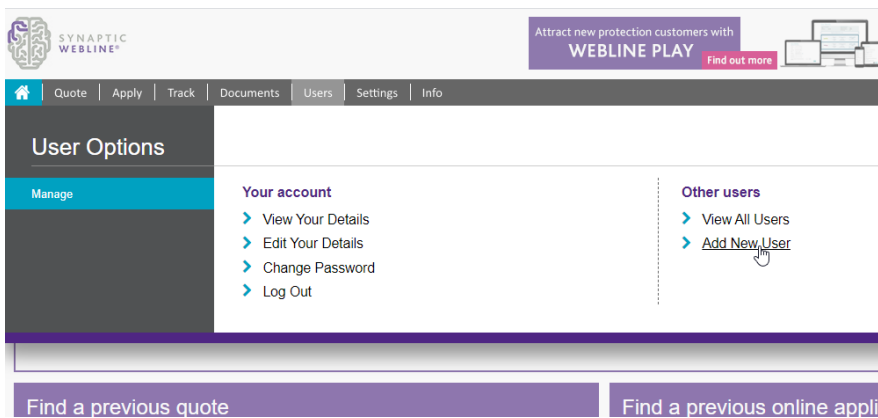 SYNAPTIC
WEBLINE®
Attract new protection customers with
WEBLINE PLAY
Find out more
Quote
Apply
Track
Documents
Users
Settings
Info
User Options
Manage
Your account
View Your Details
Edit Your Details
Change Password
Log Out
Other users
View All Users
Add New User
Find a previous quote
Find a previous online appli